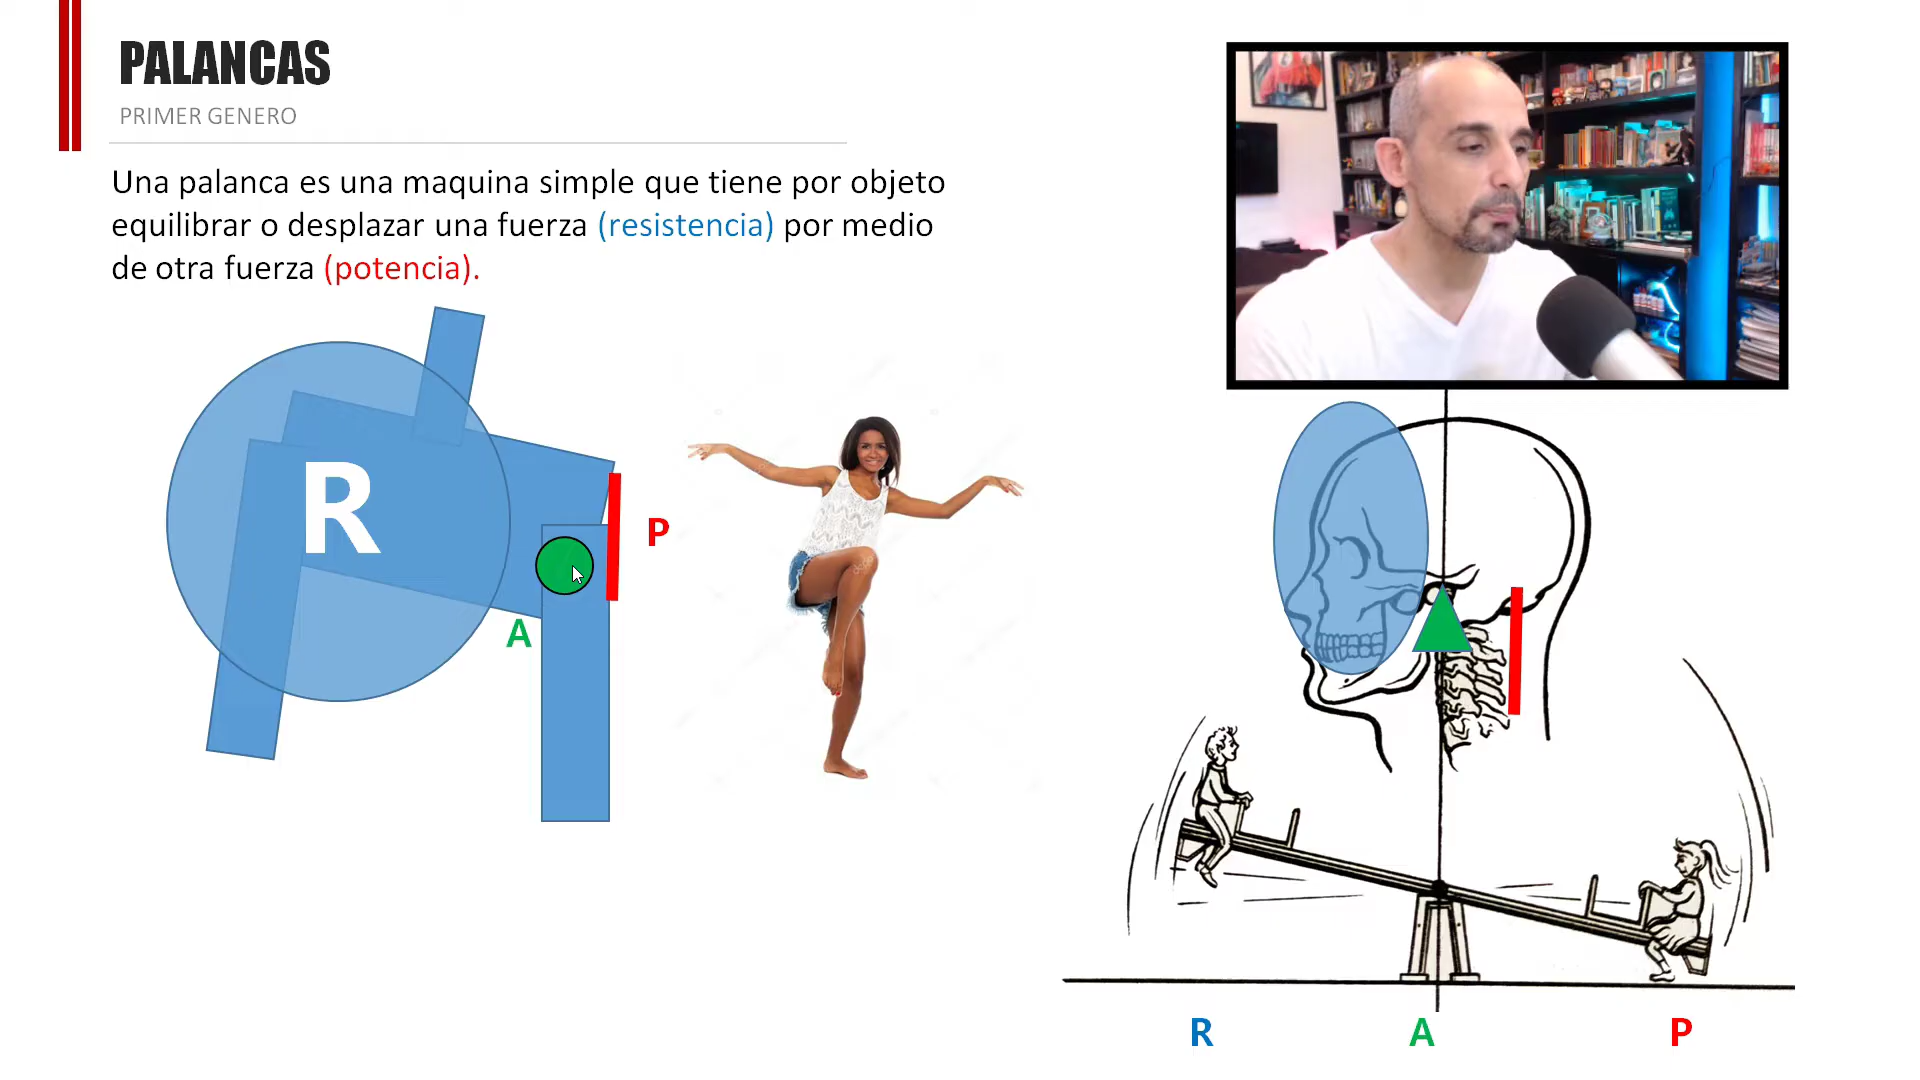 PALANCAS
PRIMER GENERO
Una palanca es una maquina simple que tiene por objeto
equilibrar o desplazar una fuerza (resistencia) por medio
de otra fuerza (potencia).
R
P
A
R
A
P